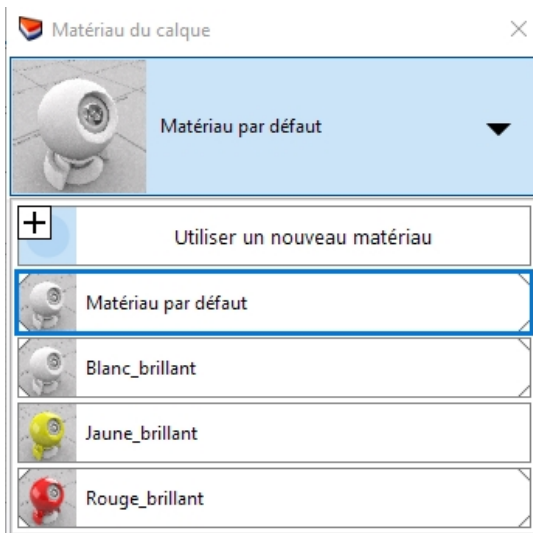 Matériau du calque
Matériau par défaut
Utiliser un nouveau matériau
Matériau par défaut
Blanc_brillant
Jaune_brillant
Rouge_brillant